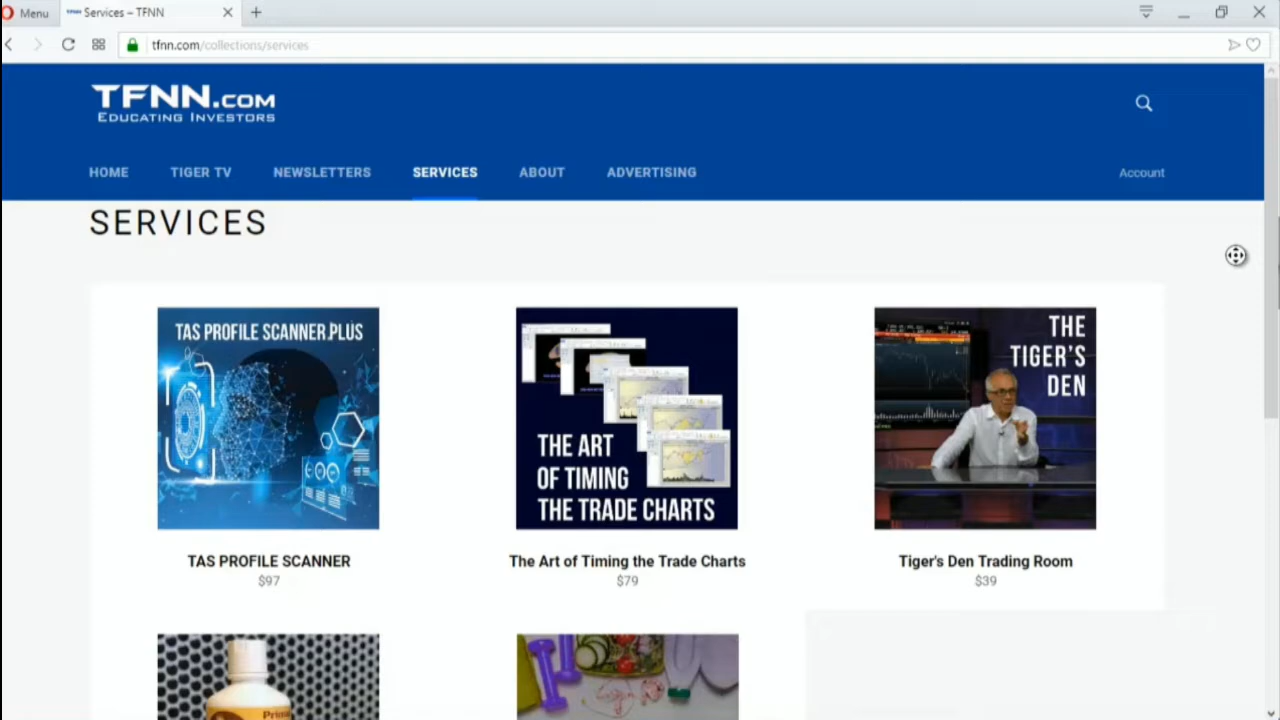 Menu
Services – TFNN
tfnn.com/collections/services
TFNN.COM
EDUCATING INVESTORS
HOME
TIGER TV
NEWSLETTERS
SERVICES
ABOUT
ADVERTISING
Account
SERVICES
TAS PROFILE SCANNER PLUS
THE ART
OF TIMING
THE TRADE CHARTS
THE
TIGER'S
DEN
TAS PROFILE SCANNER
$97
The Art of Timing the Trade Charts
$79
Tiger's Den Trading Room
$39